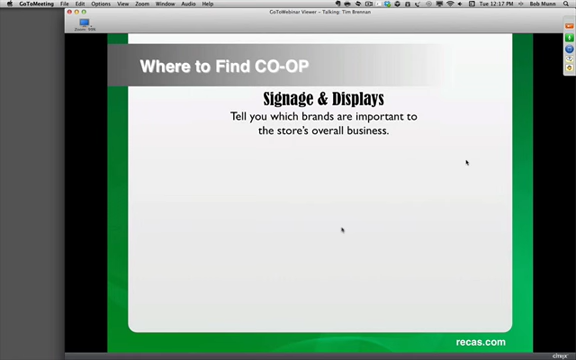 GoToMeeting File Edit Options View Zoom Window Audio Help
Tue 12:17 PM Bob Munn
GoToWebinar Viewer - Talking: Tim Brennan
Where to Find CO-OP
Signage & Displays
Tell you which brands are important to
the store's overall business.
recas.com
citrix